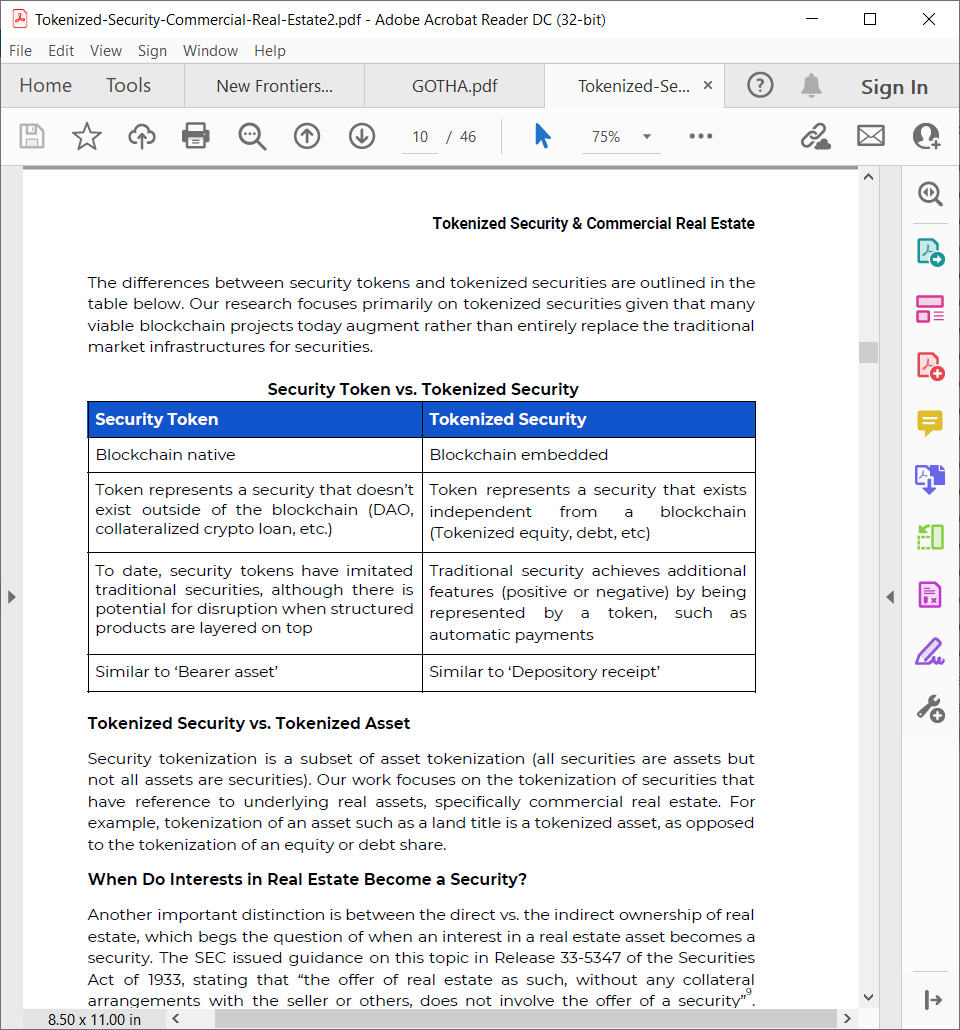 Tokenized-Security-Commercial-Real-Estate2.pdf - Adobe Acrobat Reader DC (32-bit)
File Edit View Sign Window Help
Home Tools New Frontiers... GOTHA.pdf Tokenized-Se... × Sign In
10 / 46 75%
Tokenized Security & Commercial Real Estate
The differences between security tokens and tokenized securities are outlined in the
table below. Our research focuses primarily on tokenized securities given that many
viable blockchain projects today augment rather than entirely replace the traditional
market infrastructures for securities.
Security Token vs. Tokenized Security
Security Token
Tokenized Security
Blockchain native
Blockchain embedded
Token represents a security that doesn't
exist outside of the blockchain (DAO,
collateralized crypto loan, etc.)
Token represents a security that exists
independent from a blockchain
(Tokenized equity, debt, etc)
To date, security tokens have imitated
traditional securities, although there is
potential for disruption when structured
products are layered on top
Traditional security achieves additional
features (positive or negative) by being
represented by a token, such as
automatic payments
Similar to ‘Bearer asset’
Similar to ‘Depository receipt’
Tokenized Security vs. Tokenized Asset
Security tokenization is a subset of asset tokenization (all securities are assets but
not all assets are securities). Our work focuses on the tokenization of securities that
have reference to underlying real assets, specifically commercial real estate. For
example, tokenization of an asset such as a land title is a tokenized asset, as opposed
to the tokenization of an equity or debt share.
When Do Interests in Real Estate Become a Security?
Another important distinction is between the direct vs. the indirect ownership of real
estate, which begs the question of when an interest in a real estate asset becomes a
security. The SEC issued guidance on this topic in Release 33-5347 of the Securities
Act of 1933, stating that “the offer of real estate as such, without any collateral
arrangements with the seller or others, does not involve the offer of a security”9.
8.50 x 11.00 in